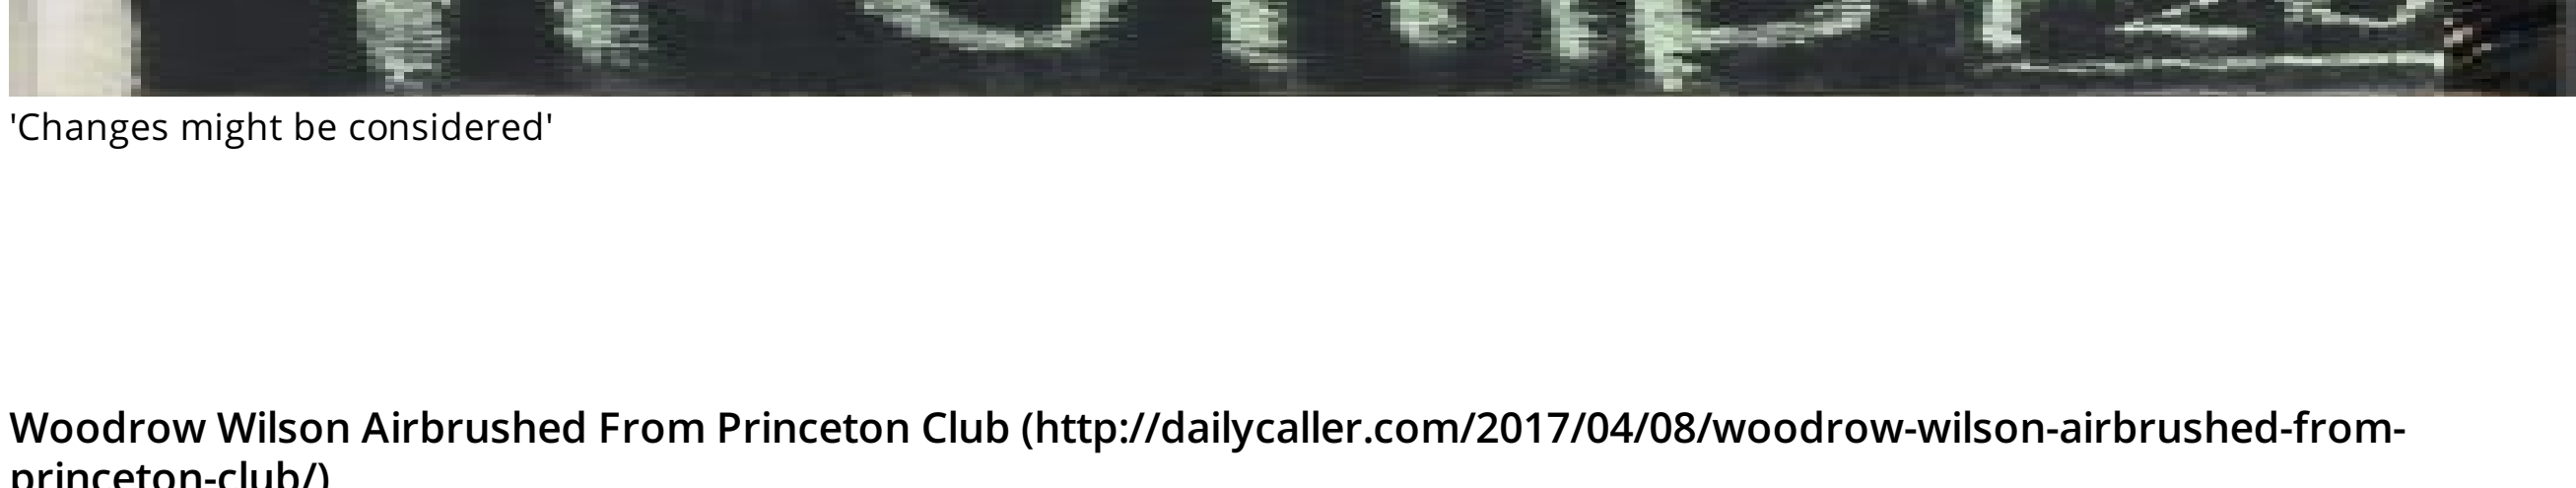 'Changes might be considered'
Woodrow Wilson Airbrushed From Princeton Club (http://dailycaller.com/2017/04/08/woodrow-wilson-airbrushed-from-
princeton-club/)